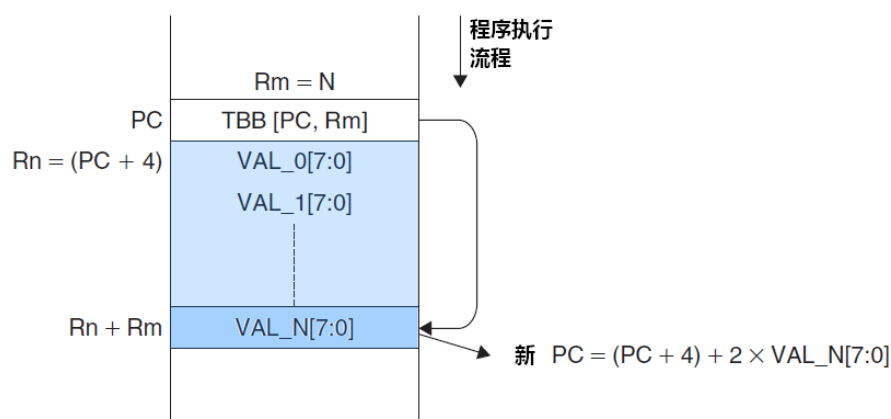 程序执行
流程
Rm = N
PC
TBB [PC, Rm]
Rn = (PC + 4)
VAL_0[7:0]
VAL_1[7:0]
Rn + Rm
VAL_N[7:0]
新 PC = (PC + 4) + 2 × VAL_N[7:0]